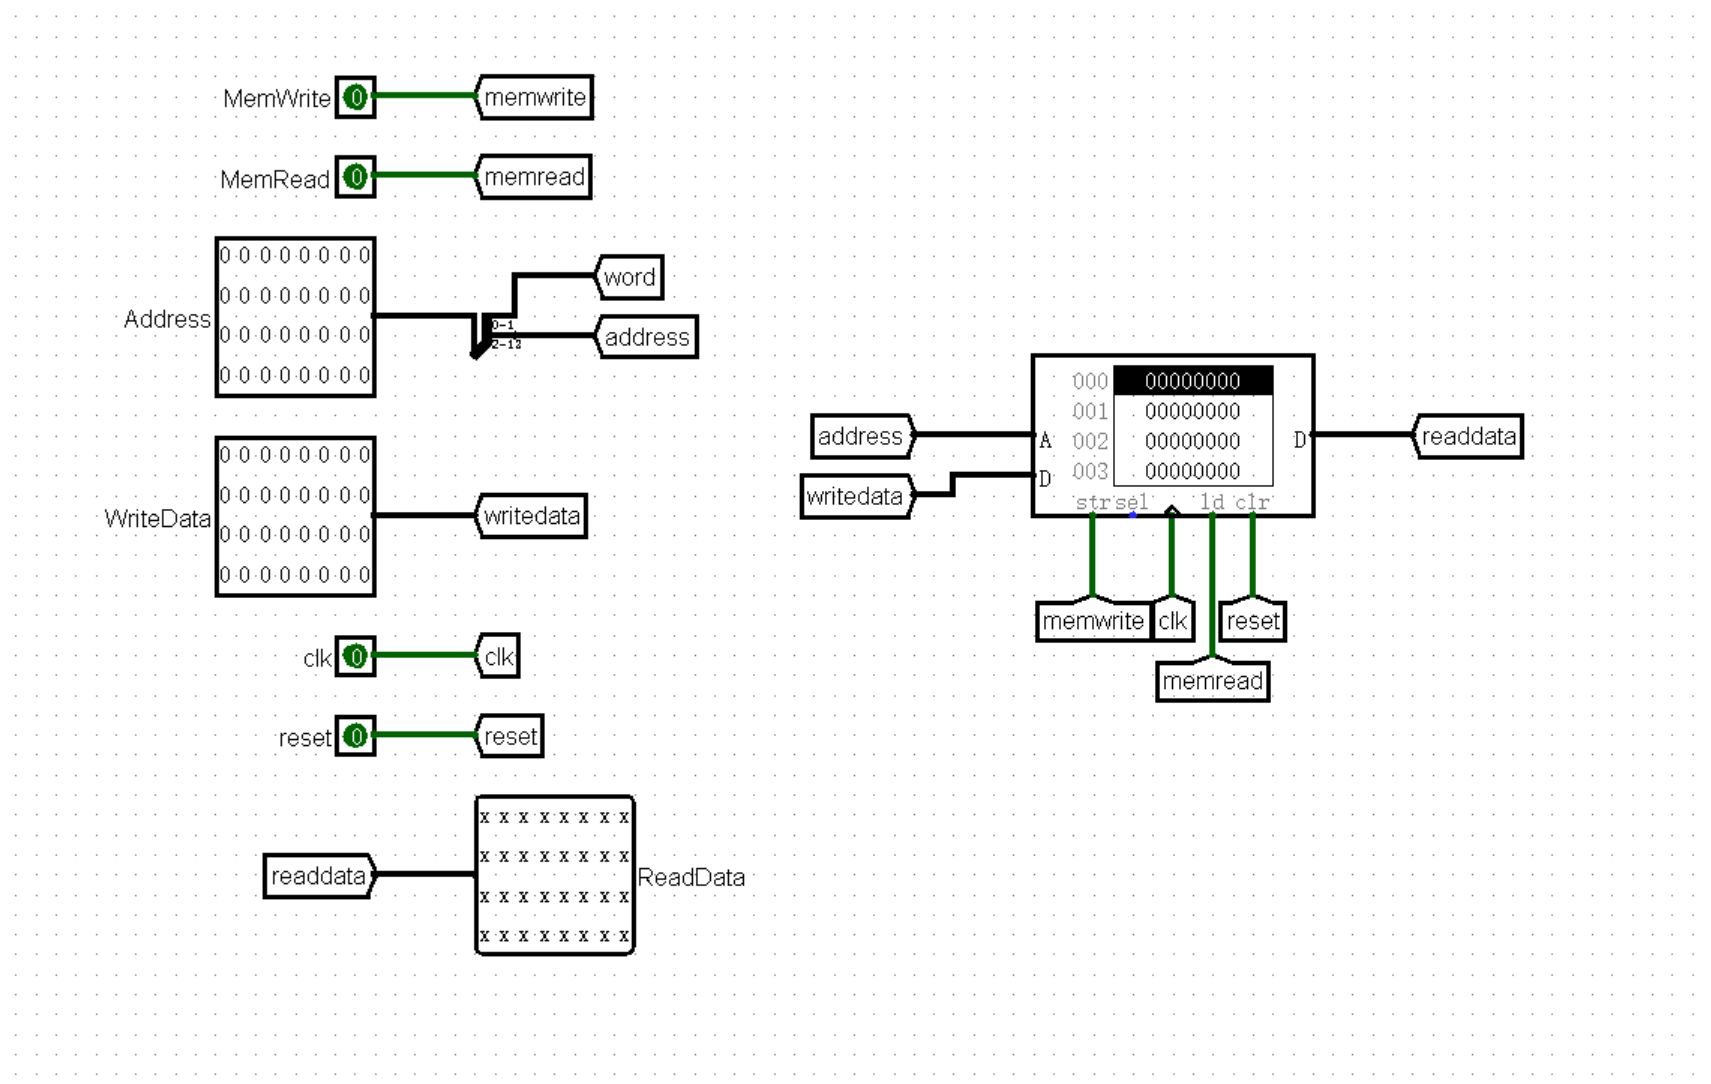 MemWrite 0 memwrite
MemRead 0 memread
Address
0 0 0 0 0 0 0 0
0 0 0 0 0 0 0 0
0 0 0 0 0 0 0 0
0 0 0 0 0 0 0 0
0-1
word
address
WriteData
0 0 0 0 0 0 0 0
0 0 0 0 0 0 0 0
0 0 0 0 0 0 0 0
0 0 0 0 0 0 0 0
writedata
clk 0 clk
reset 0 reset
readdata
x x x x x x x x
x x x x x x x x
x x x x x x x x
x x x x x x x x
ReadData
address
writedata
A
D
000 00000000
001 00000000
002 00000000
003 00000000
D
str sel ld clr
readdata
memwrite clk reset
memread